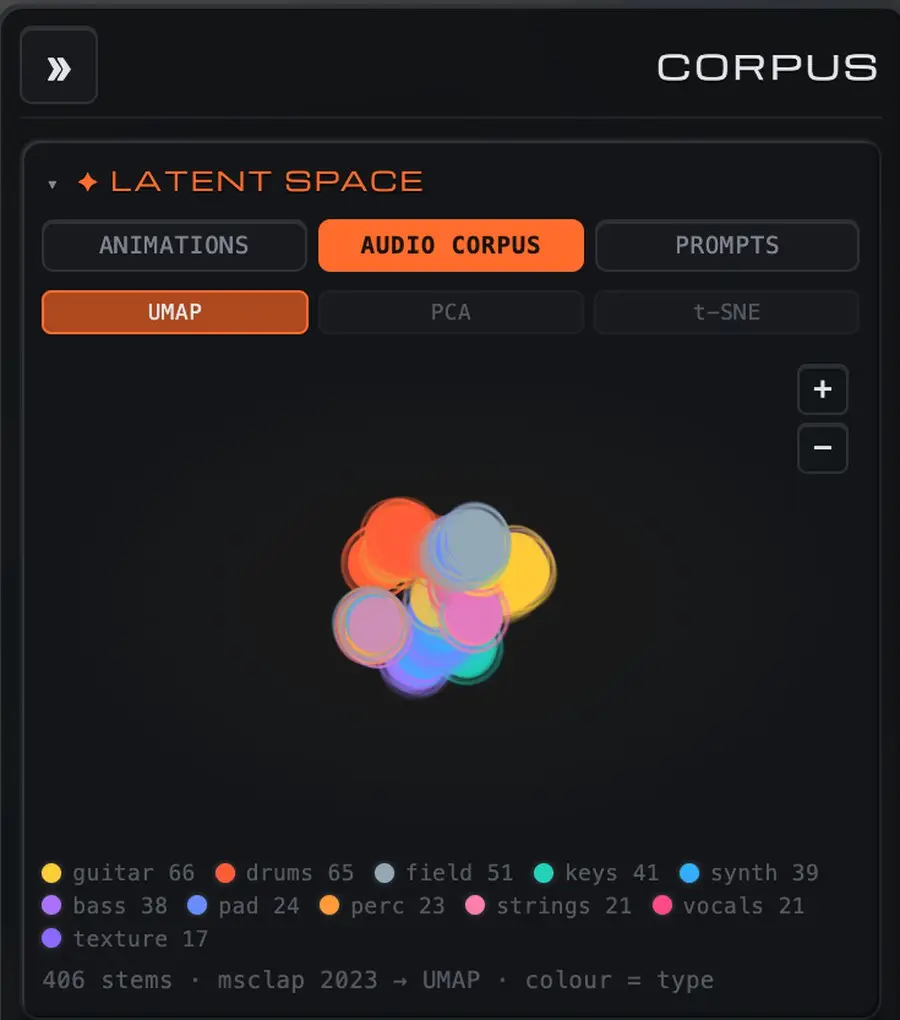 »
CORPUS
▾ ✦ LATENT SPACE
ANIMATIONS AUDIO CORPUS PROMPTS
UMAP PCA t-SNE
+
−
guitar 66 drums 65 field 51 keys 41 synth 39
bass 38 pad 24 perc 23 strings 21 vocals 21
texture 17
406 stems · msclap 2023 → UMAP · colour = type